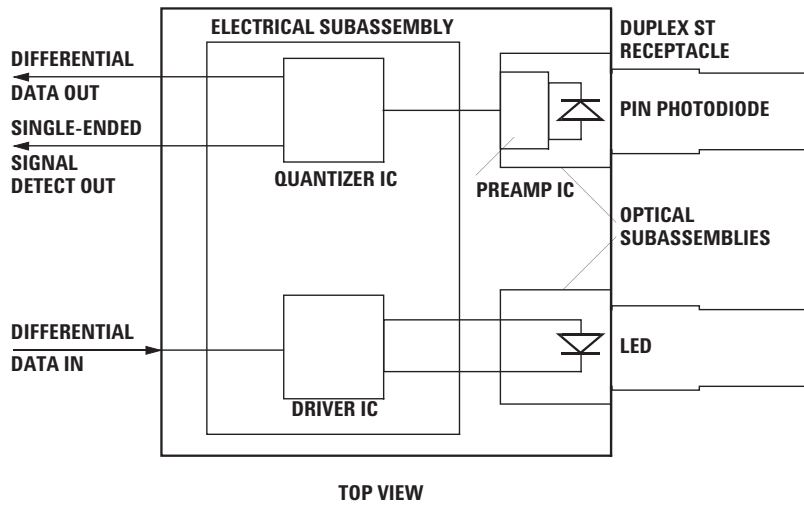 ELECTRICAL SUBASSEMBLY
DUPLEX ST
RECEPTACLE
DIFFERENTIAL
DATA OUT
SINGLE-ENDED
SIGNAL
DETECT OUT
QUANTIZER IC
PREAMP IC
PIN PHOTODIODE
OPTICAL
SUBASSEMBLIES
DIFFERENTIAL
DATA IN
DRIVER IC
LED
TOP VIEW